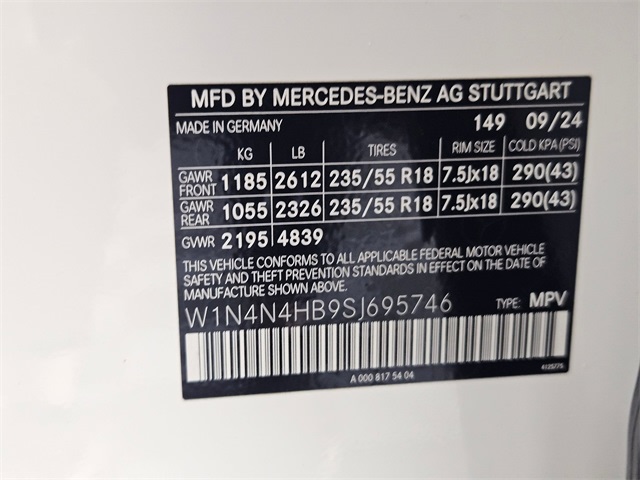 MFD BY MERCEDES-BENZ AG STUTTGART
MADE IN GERMANY 149 09/24
KG LB TIRES RIM SIZE COLD KPA (PSI)
GAWR FRONT 1185 2612 235/55 R18 7.5Jx18 290(43)
GAWR REAR 1055 2326 235/55 R18 7.5Jx18 290(43)
GVWR 2195 4839
THIS VEHICLE CONFORMS TO ALL APPLICABLE FEDERAL MOTOR VEHICLE
SAFETY AND THEFT PREVENTION STANDARDS IN EFFECT ON THE DATE OF
MANUFACTURE SHOWN ABOVE.
W1N4N4HB9SJ695746 TYPE: MPV
A 000 817 54 04